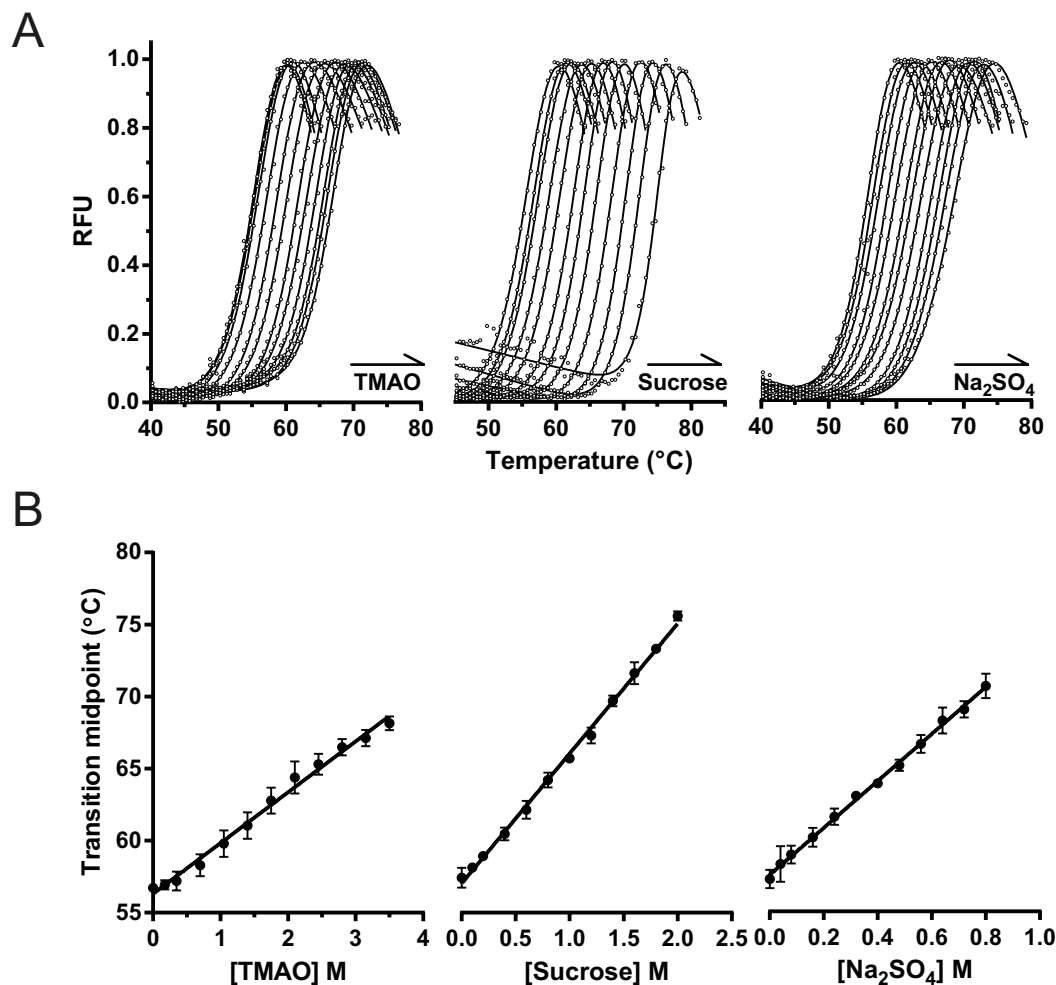 A
RFU
1.0
0.8
0.6
0.4
0.2
0.0
TMAO
Sucrose
Na₂SO₄
40 50 60 70 80
50 60 70 80
40 50 60 70 80
Temperature (°C)
B
Transition midpoint (°C)
80
75
70
65
60
55
0 1 2 3 4
0.0 0.5 1.0 1.5 2.0 2.5
0.0 0.2 0.4 0.6 0.8 1.0
[TMAO] M
[Sucrose] M
[Na₂SO₄] M